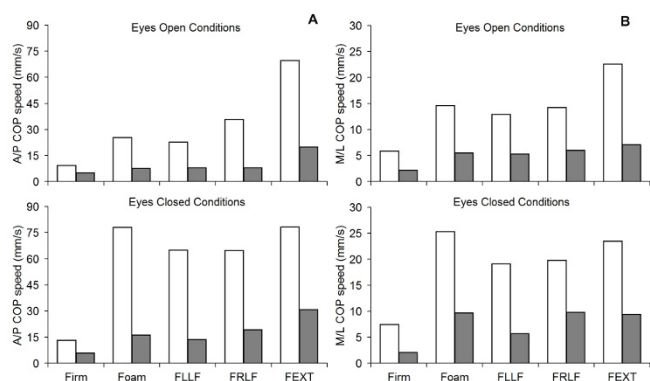 A
Eyes Open Conditions
A/P COP speed (mm/s)
90
75
60
45
30
15
0
Eyes Closed Conditions
A/P COP speed (mm/s)
90
75
60
45
30
15
0
Firm Foam FLLF FRLF FEXT
B
Eyes Open Conditions
M/L COP speed (mm/s)
30
25
20
15
10
5
0
Eyes Closed Conditions
M/L COP speed (mm/s)
30
25
20
15
10
5
0
Firm Foam FLLF FRLF FEXT